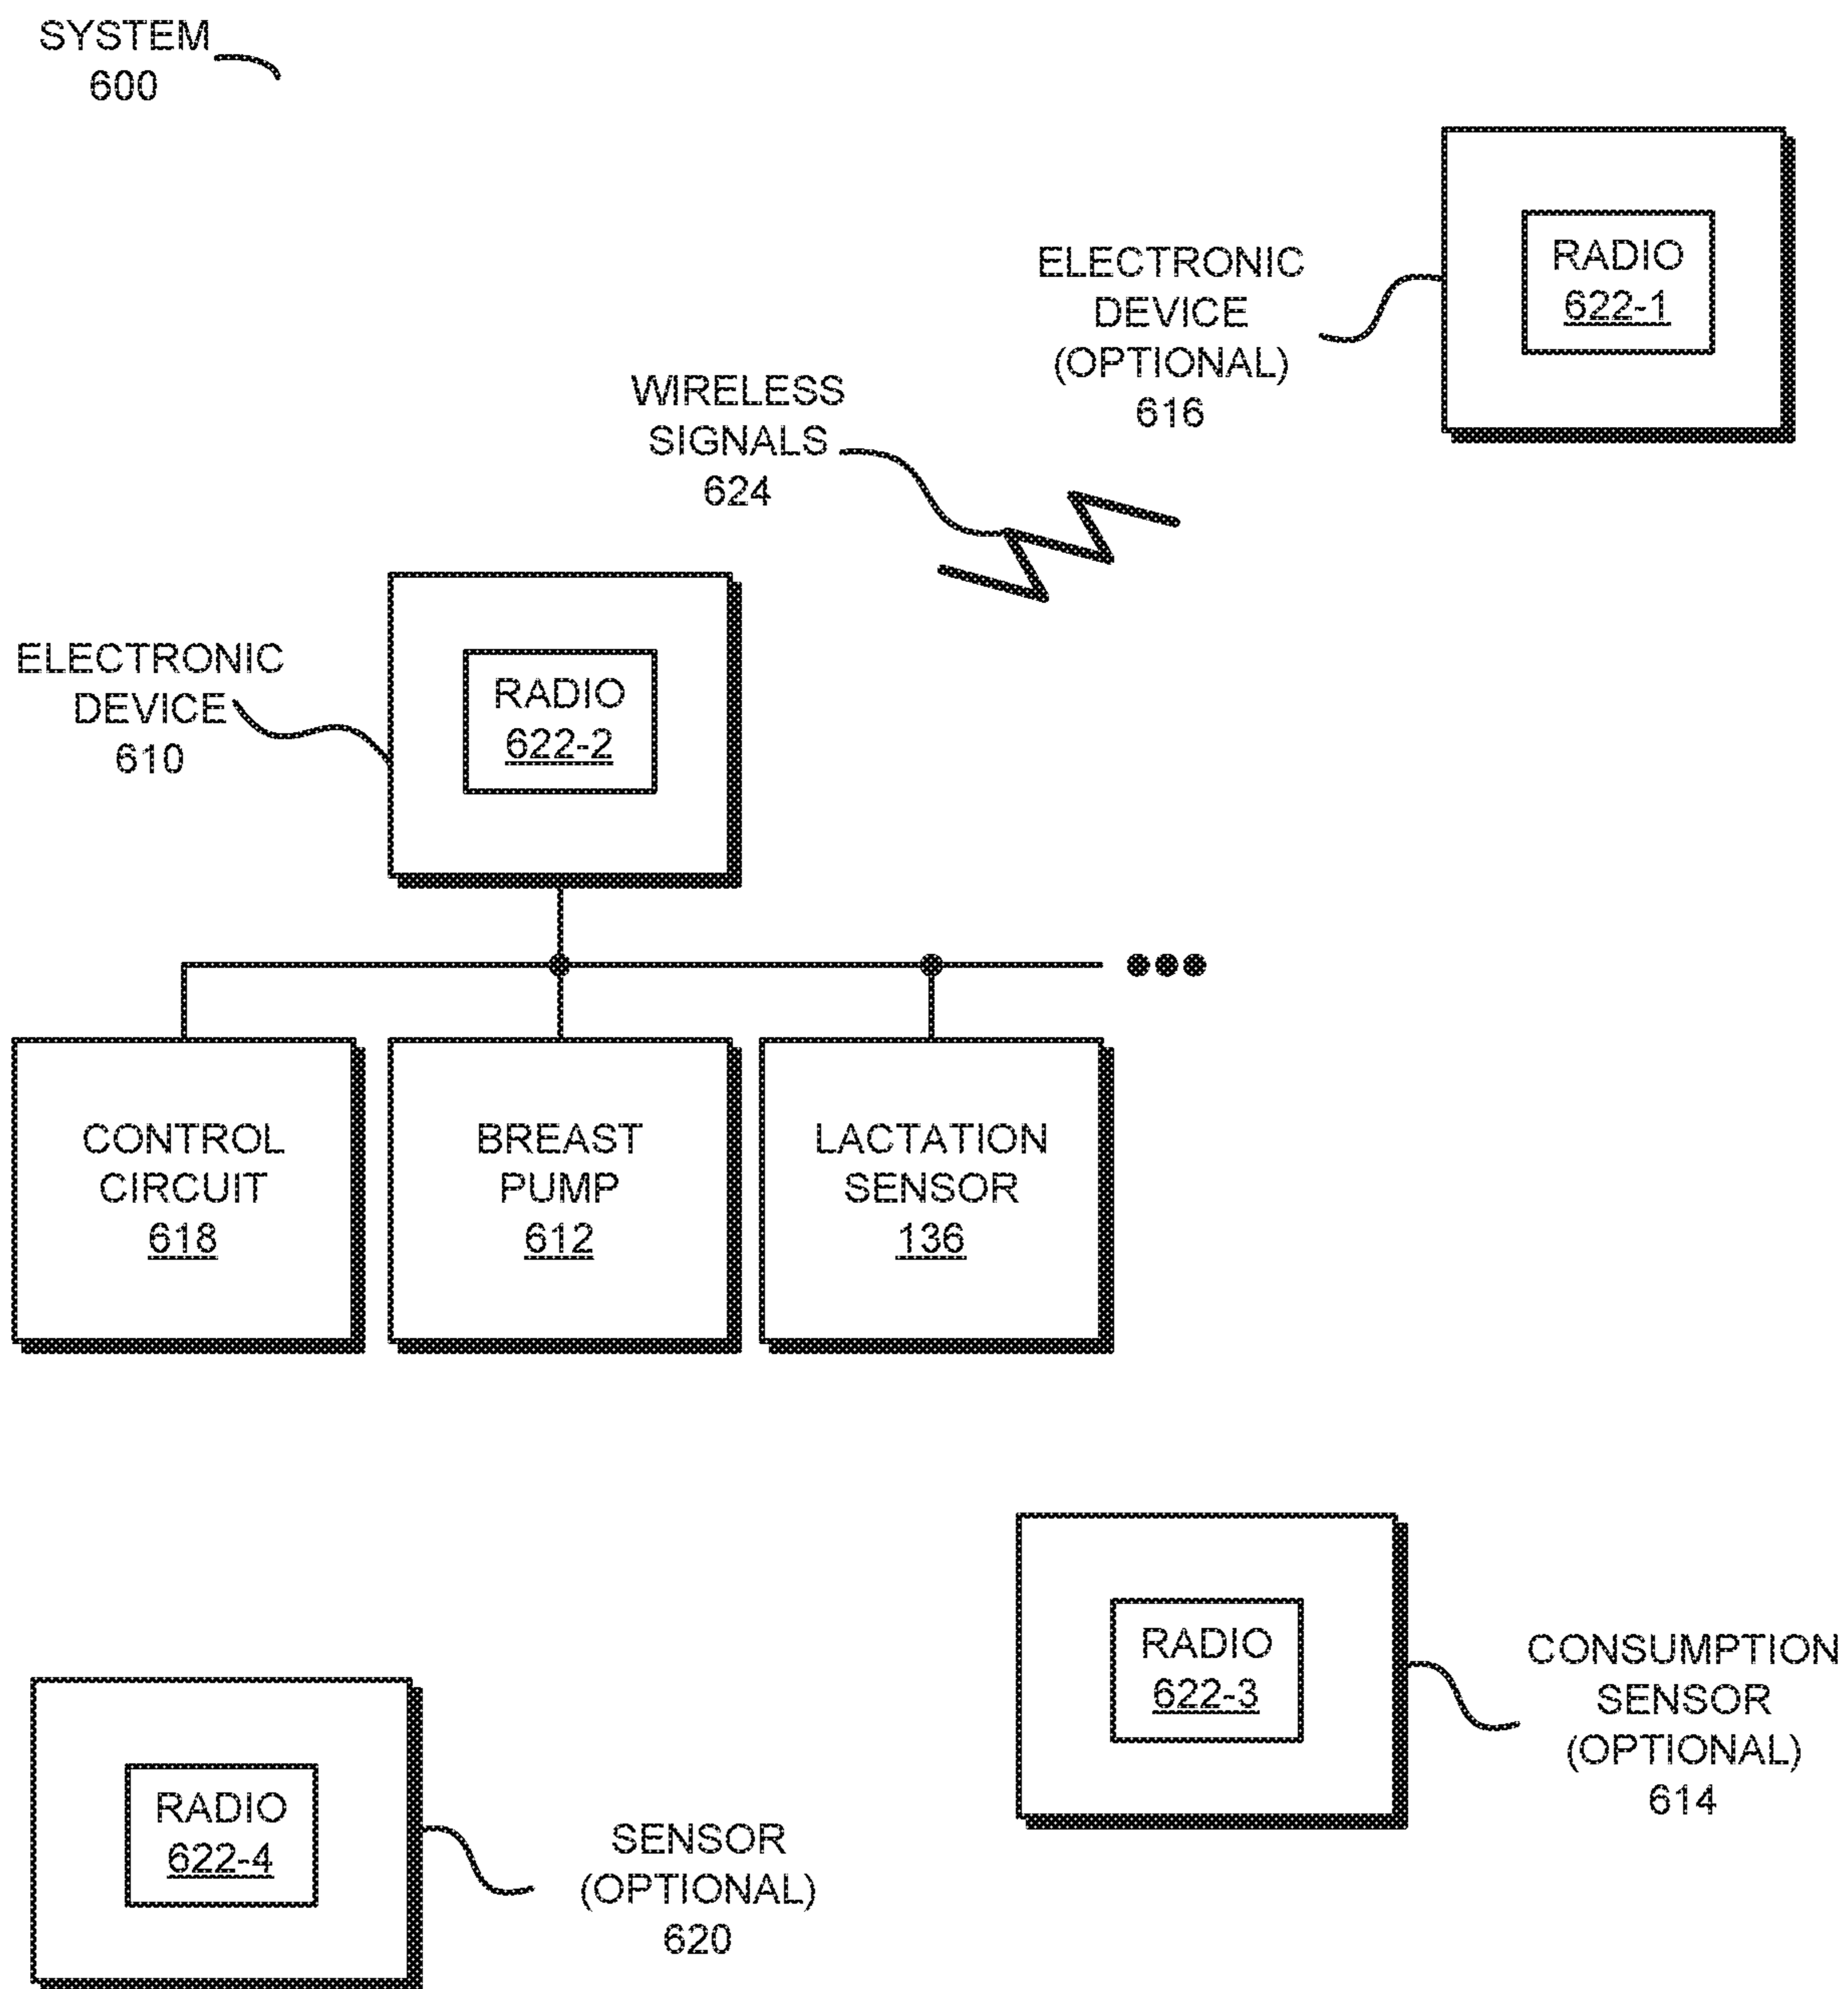 SYSTEM
600
RADIO
622-1
ELECTRONIC
DEVICE
(OPTIONAL)
616
WIRELESS
SIGNALS
624
ELECTRONIC
DEVICE
610
RADIO
622-2
CONTROL
CIRCUIT
618
BREAST
PUMP
612
LACTATION
SENSOR
136
RADIO
622-3
CONSUMPTION
SENSOR
(OPTIONAL)
614
RADIO
622-4
SENSOR
(OPTIONAL)
620